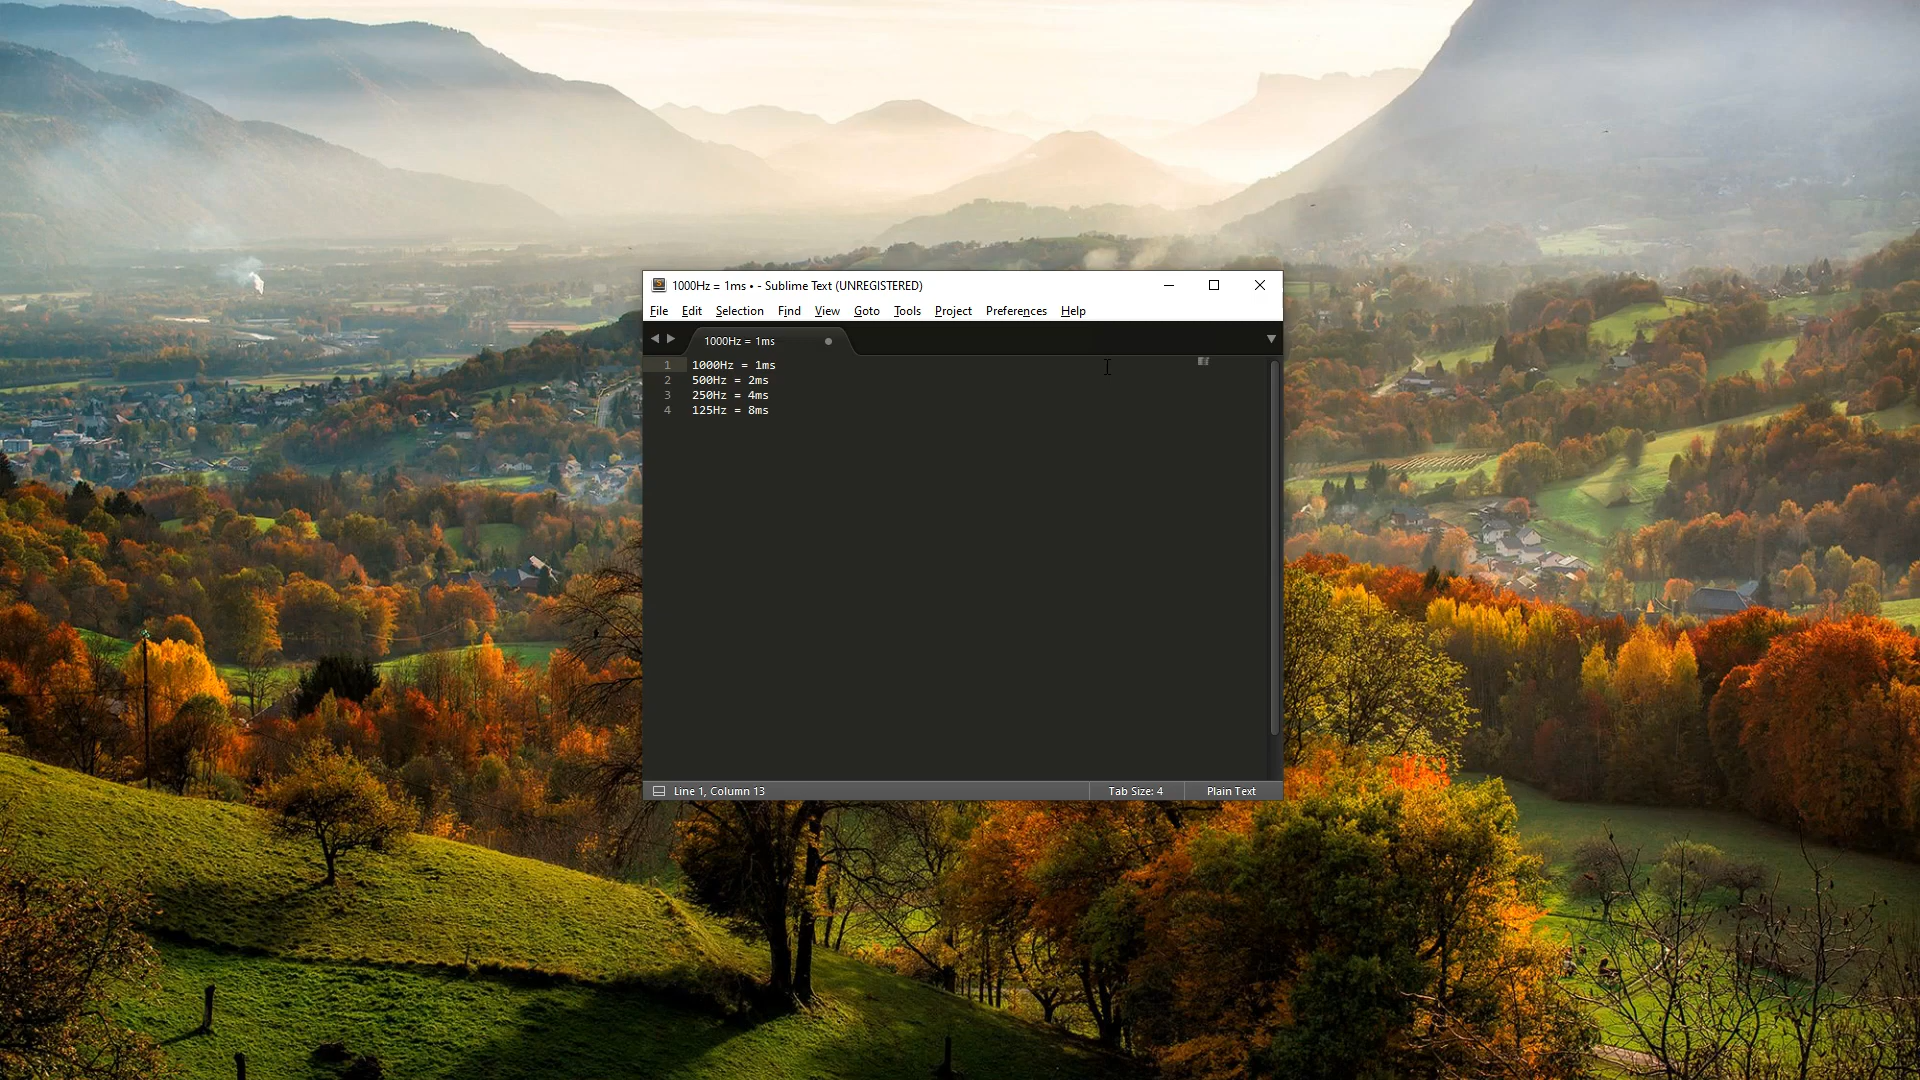 1000Hz = 1ms • - Sublime Text (UNREGISTERED)
File Edit Selection Find View Goto Tools Project Preferences Help
1000Hz = 1ms
1 1000Hz = 1ms
2 500Hz = 2ms
3 250Hz = 4ms
4 125Hz = 8ms
Line 1, Column 13 Tab Size: 4 Plain Text